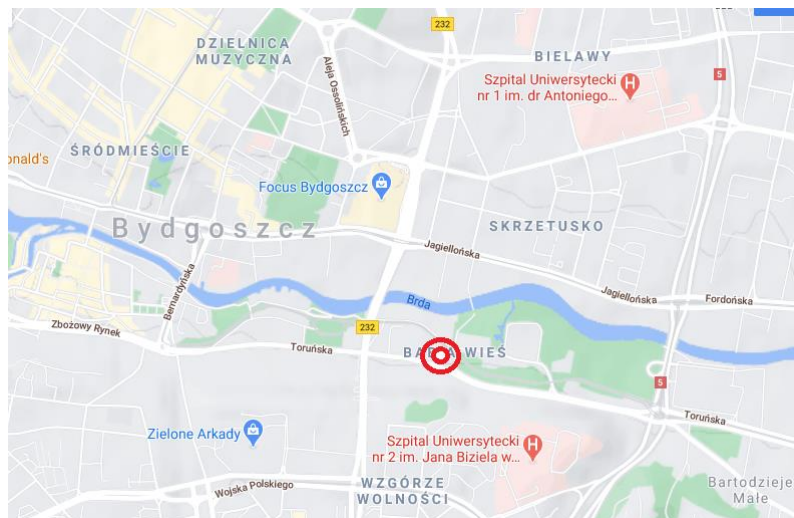 232
DZIELNICA
MUZYCZNA
Aleja Ossolińskich
BIELAWY
Szpital Uniwersytecki
nr 1 im. dr Antoniego...
5
ŚRÓDMIEŚCIE
onald's
Focus Bydgoszcz
Bydgoszcz
SKRZETUSKO
Jagiellońska
Bernardyńska
Brda
Jagiellońska
Fordońska
Zbożowy Rynek
232
Toruńska
WIEŚ
5
Toruńska
Zielone Arkady
Szpital Uniwersytecki
nr 2 im. Jana Biziela w...
Wojska Polskiego
WZGÓRZE
WOLNOŚCI
Bartodzieje
Małe